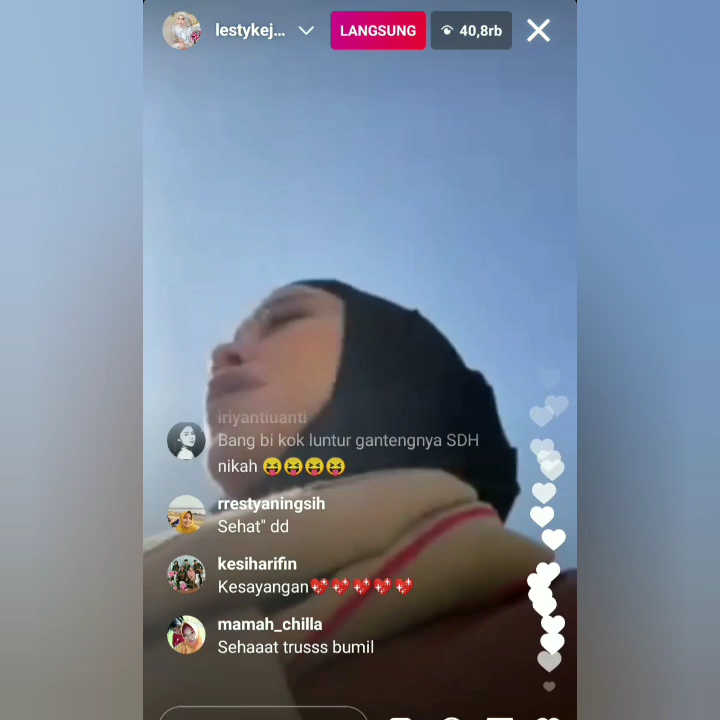 lestykej...
LANGSUNG
40,8rb
iriyantiuanti
Bang bi kok luntur gantengnya SDH
nikah 😝😝😝😝
rrestyaningsih
Sehat" dd
kesiharifin
Kesayangan💖💖💖💖💖
mamah_chilla
Sehaaat trusss bumil